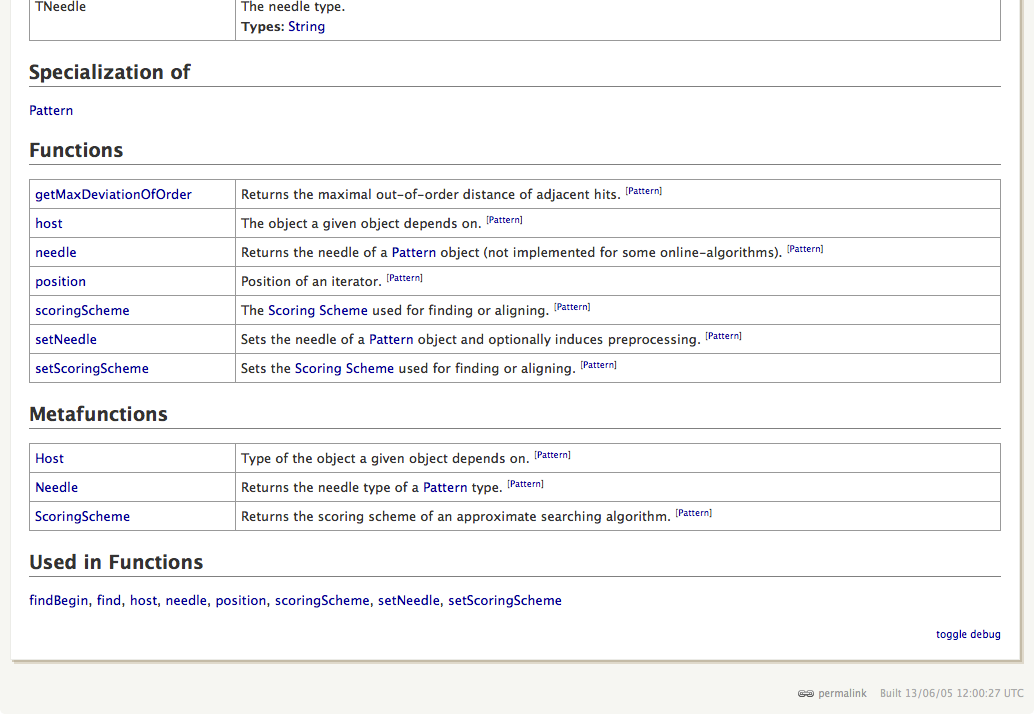 TNeedle The needle type.
Types: String
Specialization of
Pattern
Functions
getMaxDeviationOfOrder Returns the maximal out-of-order distance of adjacent hits. [Pattern]
host The object a given object depends on. [Pattern]
needle Returns the needle of a Pattern object (not implemented for some online-algorithms). [Pattern]
position Position of an iterator. [Pattern]
scoringScheme The Scoring Scheme used for finding or aligning. [Pattern]
setNeedle Sets the needle of a Pattern object and optionally induces preprocessing. [Pattern]
setScoringScheme Sets the Scoring Scheme used for finding or aligning. [Pattern]
Metafunctions
Host Type of the object a given object depends on. [Pattern]
Needle Returns the needle type of a Pattern type. [Pattern]
ScoringScheme Returns the scoring scheme of an approximate searching algorithm. [Pattern]
Used in Functions
findBegin, find, host, needle, position, scoringScheme, setNeedle, setScoringScheme
toggle debug
permalink Built 13/06/05 12:00:27 UTC